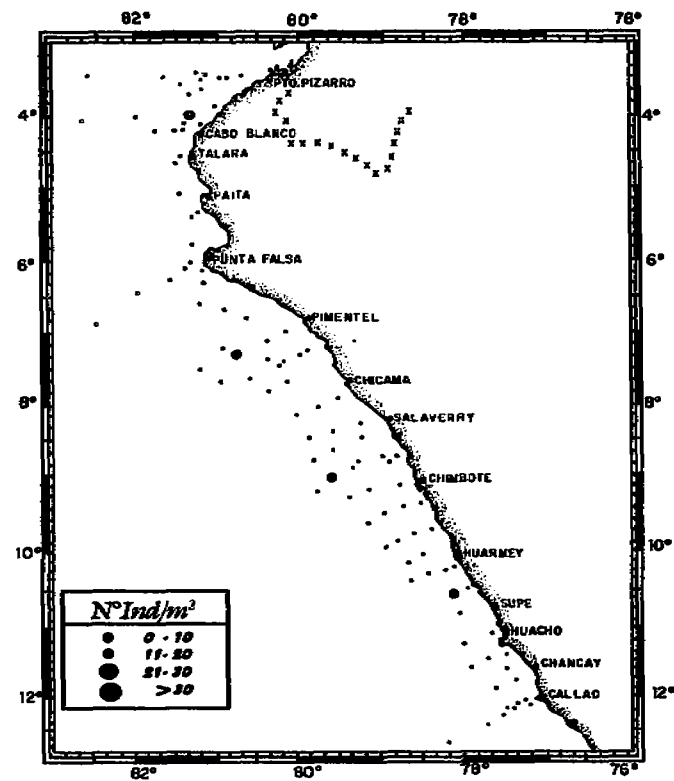 82° 80° 78° 76°
PTO. PIZARRO
4° 4°
CABO BLANCO
TALARA
PAITA
6° PUNTA FALSA 6°
PIMENTEL
CHICAMA
8° 8°
SALAVERRY
CHIMBOTE
10° HUARMEY 10°
N°Ind/m²
0 - 10
11 - 20
21 - 30
>30
SUPE
HUACHO
CHANCAY
12° CALLAO 12°
82° 80° 78° 76°